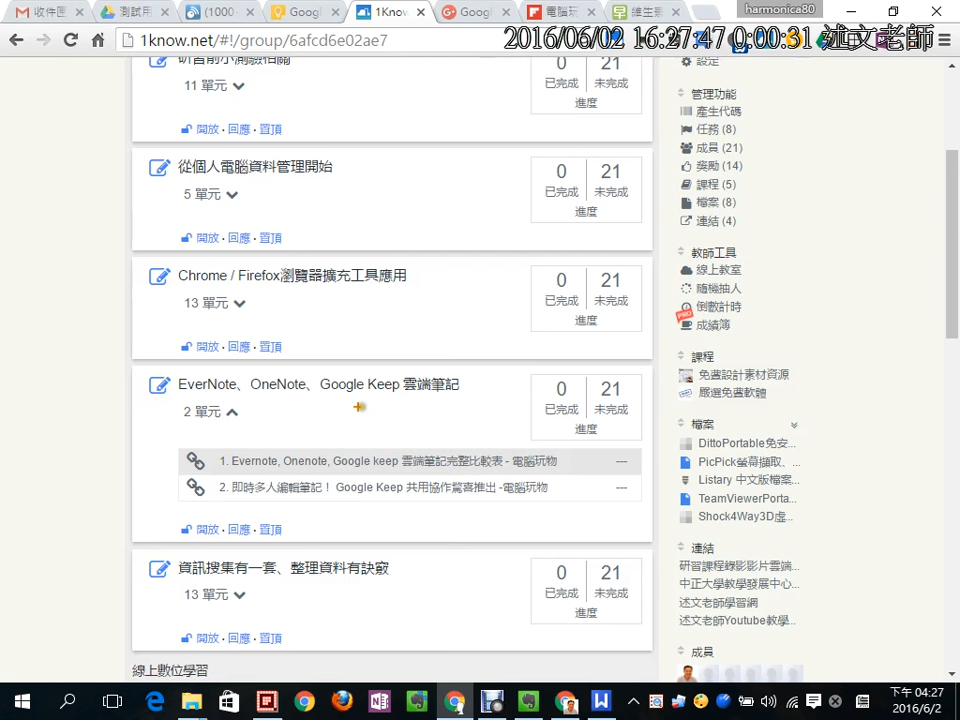 收件匣
測試用
(1000
Googl
1Know
Googl
電腦玩
維生素
harmonica80
1know.net/#!/group/6afcd6e02ae7
2016/06/02 16:27:47 0:00:31 述文老師
研習前小測驗相關
11 單元
開放 · 回應 · 置頂
0 21
已完成 未完成
進度
從個人電腦資料管理開始
5 單元
開放 · 回應 · 置頂
0 21
已完成 未完成
進度
Chrome / Firefox瀏覽器擴充工具應用
13 單元
開放 · 回應 · 置頂
0 21
已完成 未完成
進度
EverNote、OneNote、Google Keep 雲端筆記
2 單元
0 21
已完成 未完成
進度
1. Evernote, Onenote, Google keep 雲端筆記完整比較表 - 電腦玩物 ---
2. 即時多人編輯筆記！ Google Keep 共用協作驚喜推出 -電腦玩物 ---
開放 · 回應 · 置頂
資訊搜集有一套、整理資料有訣竅
13 單元
開放 · 回應 · 置頂
0 21
已完成 未完成
進度
線上數位學習
設定
管理功能
產生代碼
任務 (8)
成員 (21)
獎勵 (14)
課程 (5)
檔案 (8)
連結 (4)
教師工具
線上教室
隨機抽人
倒數計時
PRO
成績簿
課程
免費設計素材資源
嚴選免費軟體
檔案
DittoPortable免安...
PicPick螢幕擷取、...
Listary 中文版檔案...
TeamViewerPorta...
Shock4Way3D虛...
連結
研習課程錄影影片雲端...
中正大學教學發展中心...
述文老師學習網
述文老師Youtube教學...
成員
下午 04:27
2016/6/2